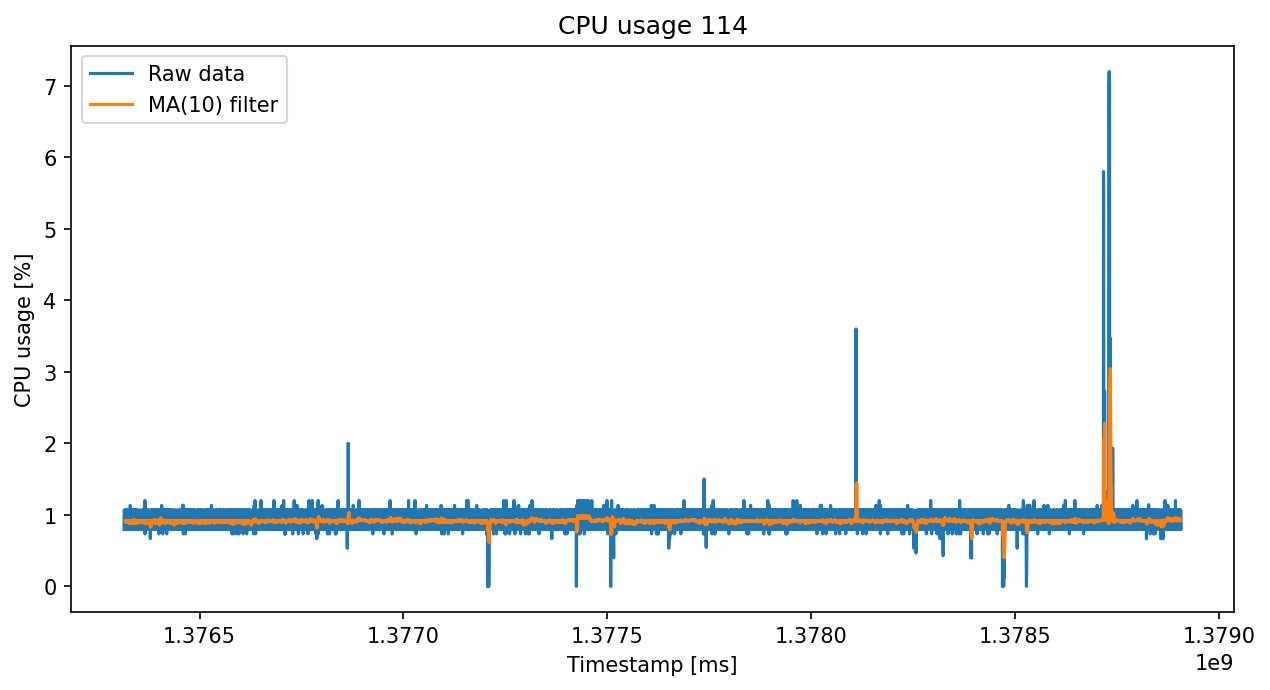 CPU usage 114
Raw data
MA(10) filter
CPU usage [%]
7
6
5
4
3
2
1
0
1.3765 1.3770 1.3775 1.3780 1.3785 1.3790
1e9
Timestamp [ms]